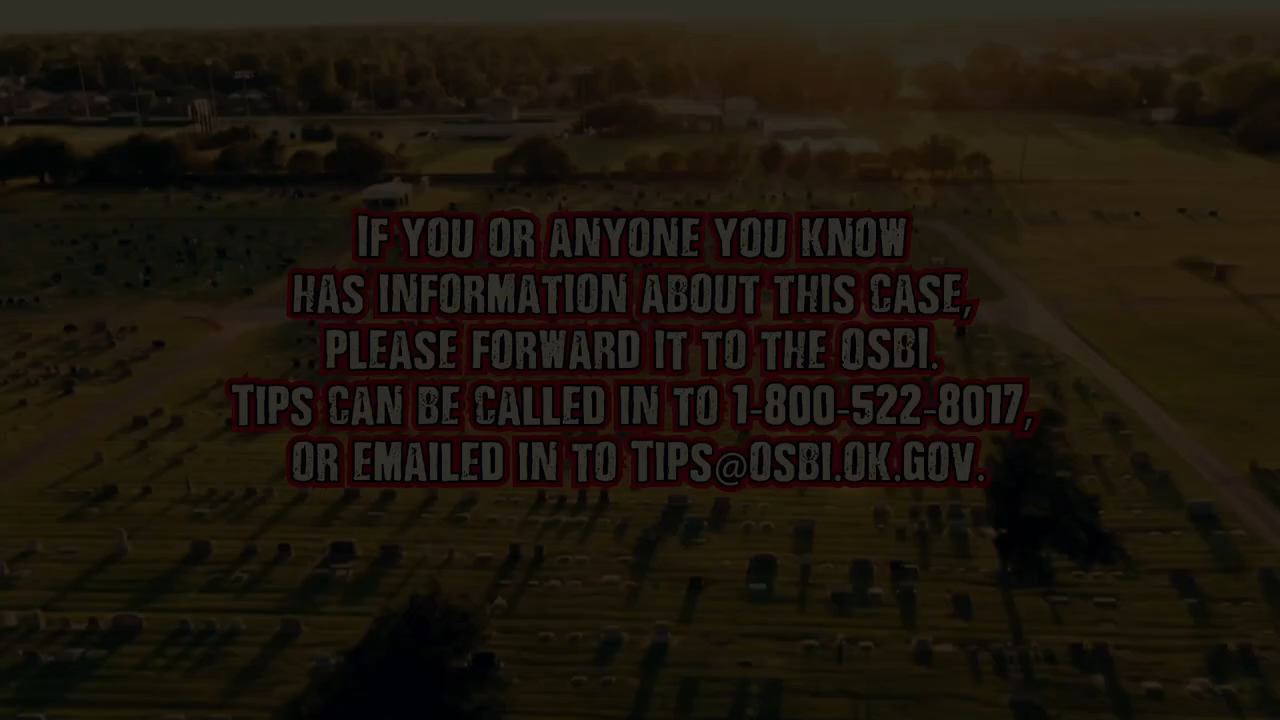 If you or anyone you know
has information about this case,
please forward it to the OSBI.
Tips can be called in to 1-800-522-8017,
or emailed in to Tips@osbi.ok.gov.